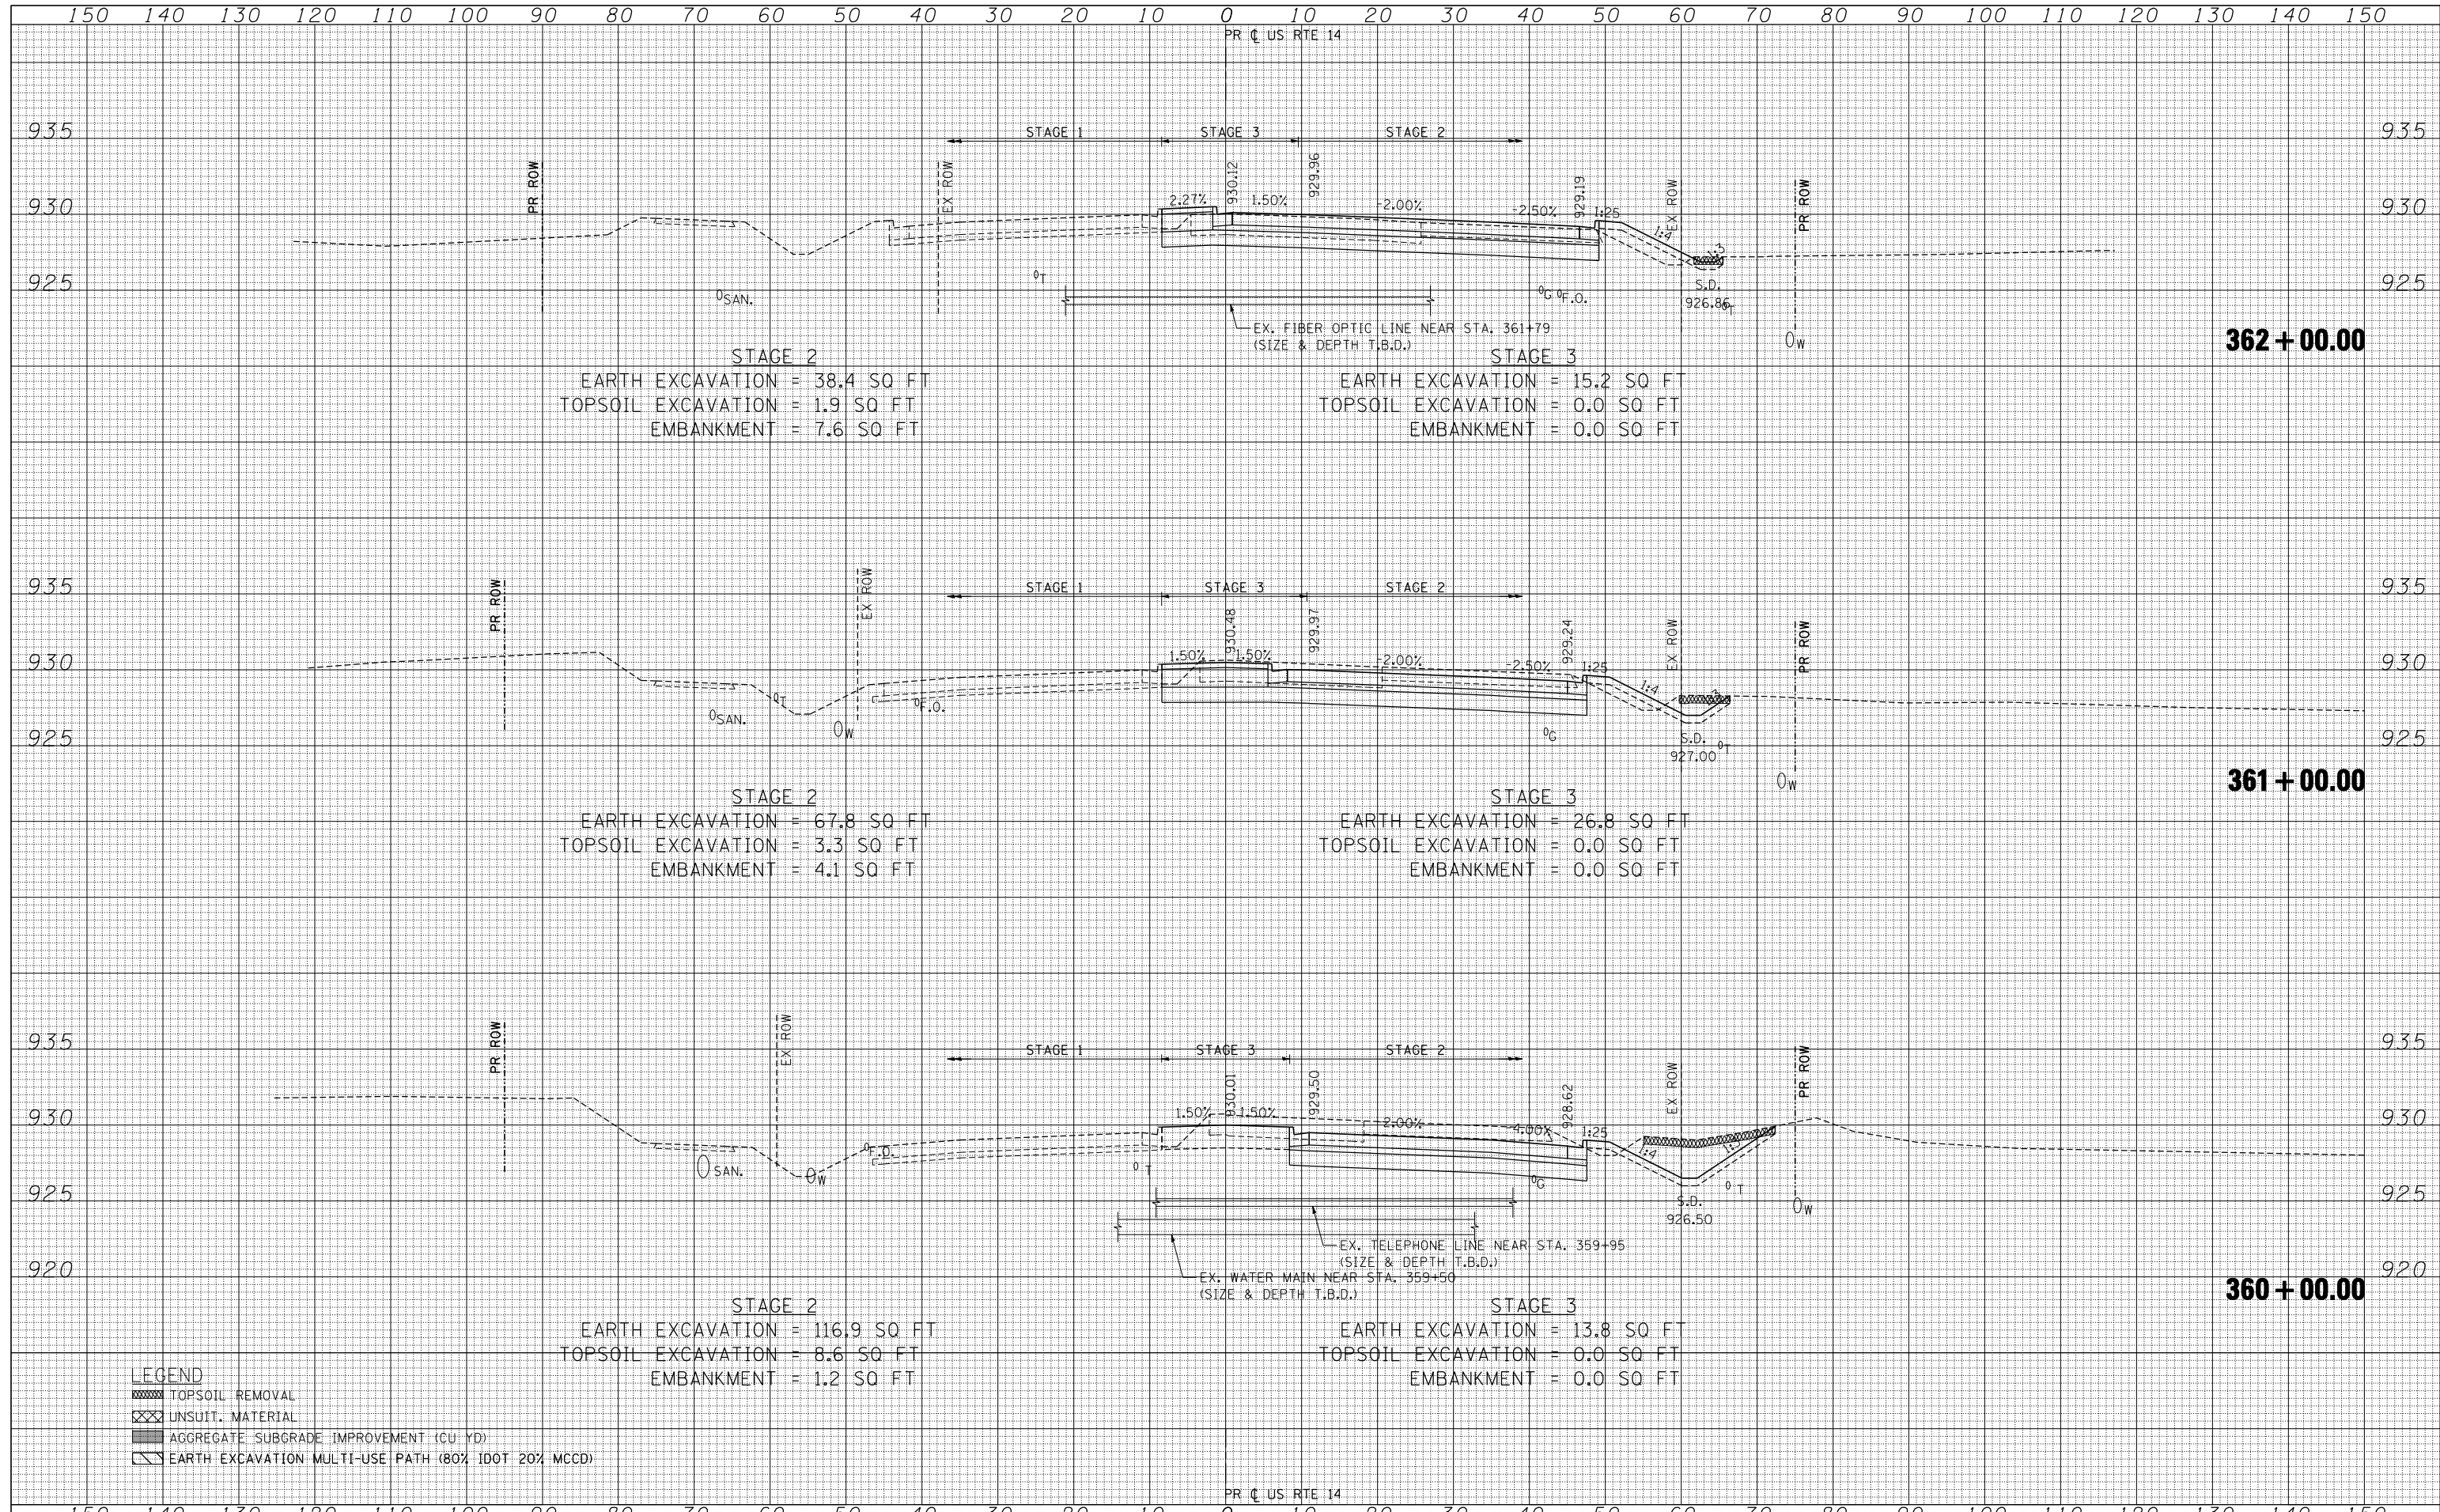 150 140 130 120 110 100 90 80 70 60 50 40 30 20 10 0 10 20 30 40 50 60 70 80 90 100 110 120 130 140 150
PR ℄ US RTE 14
935 STAGE 1 STAGE 3 STAGE 2 935
PR ROW EX ROW 930.12 929.96 929.19 EX ROW PR ROW
930 2.27% 1.50% -2.00% -2.50% 1:25 930
1:4 1:3
T
925 SAN. G F.O. S.D. 925
926.86 T
EX. FIBER OPTIC LINE NEAR STA. 361+79
(SIZE & DEPTH T.B.D.)
W
362+00.00
STAGE 2 STAGE 3
EARTH EXCAVATION = 38.4 SQ FT EARTH EXCAVATION = 15.2 SQ FT
TOPSOIL EXCAVATION = 1.9 SQ FT TOPSOIL EXCAVATION = 0.0 SQ FT
EMBANKMENT = 7.6 SQ FT EMBANKMENT = 0.0 SQ FT
935 STAGE 1 STAGE 3 STAGE 2 935
PR ROW EX ROW 930.48 929.97 929.24 EX ROW PR ROW
930 1.50% 1.50% -2.00% -2.50% 1:25 930
1:4
T F.O.
SAN. W G
925 S.D. 925
927.00 T
W
361+00.00
STAGE 2 STAGE 3
EARTH EXCAVATION = 67.8 SQ FT EARTH EXCAVATION = 26.8 SQ FT
TOPSOIL EXCAVATION = 3.3 SQ FT TOPSOIL EXCAVATION = 0.0 SQ FT
EMBANKMENT = 4.1 SQ FT EMBANKMENT = 0.0 SQ FT
935 STAGE 1 STAGE 3 STAGE 2 935
PR ROW EX ROW 930.01 929.50 928.62 EX ROW PR ROW
930 1.50% 1.50% 2.00% -4.00% 1:25 930
F.O. 1:4 1:3
SAN. W T G T
925 S.D. W 925
926.50
EX. TELEPHONE LINE NEAR STA. 359+95
(SIZE & DEPTH T.B.D.)
920 EX. WATER MAIN NEAR STA. 359+50 920
(SIZE & DEPTH T.B.D.)
360+00.00
STAGE 2 STAGE 3
EARTH EXCAVATION = 116.9 SQ FT EARTH EXCAVATION = 13.8 SQ FT
TOPSOIL EXCAVATION = 8.6 SQ FT TOPSOIL EXCAVATION = 0.0 SQ FT
EMBANKMENT = 1.2 SQ FT EMBANKMENT = 0.0 SQ FT
LEGEND
TOPSOIL REMOVAL
UNSUIT. MATERIAL
AGGREGATE SUBGRADE IMPROVEMENT (CU YD)
EARTH EXCAVATION MULTI-USE PATH (80% IDOT 20% MCCD)
PR ℄ US RTE 14